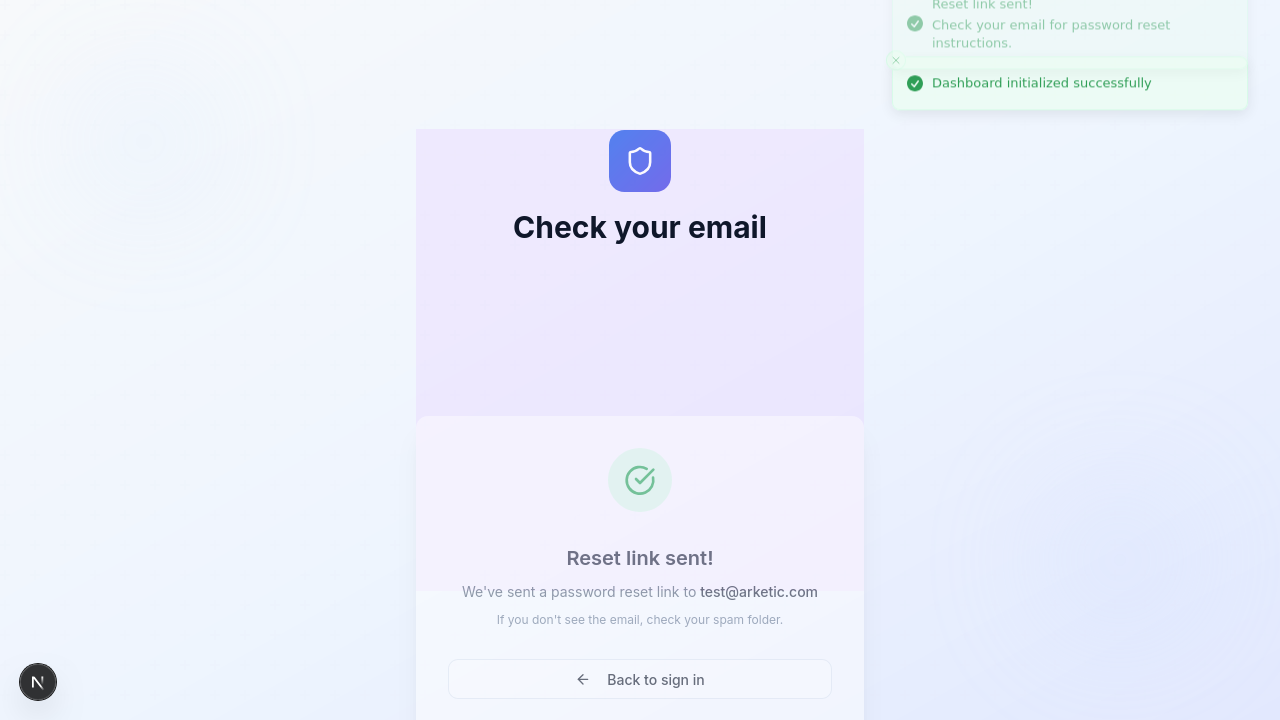 Reset link sent!
Check your email for password reset
instructions.
Dashboard initialized successfully
Check your email
Reset link sent!
We've sent a password reset link to test@arketic.com
If you don't see the email, check your spam folder.
Back to sign in
N